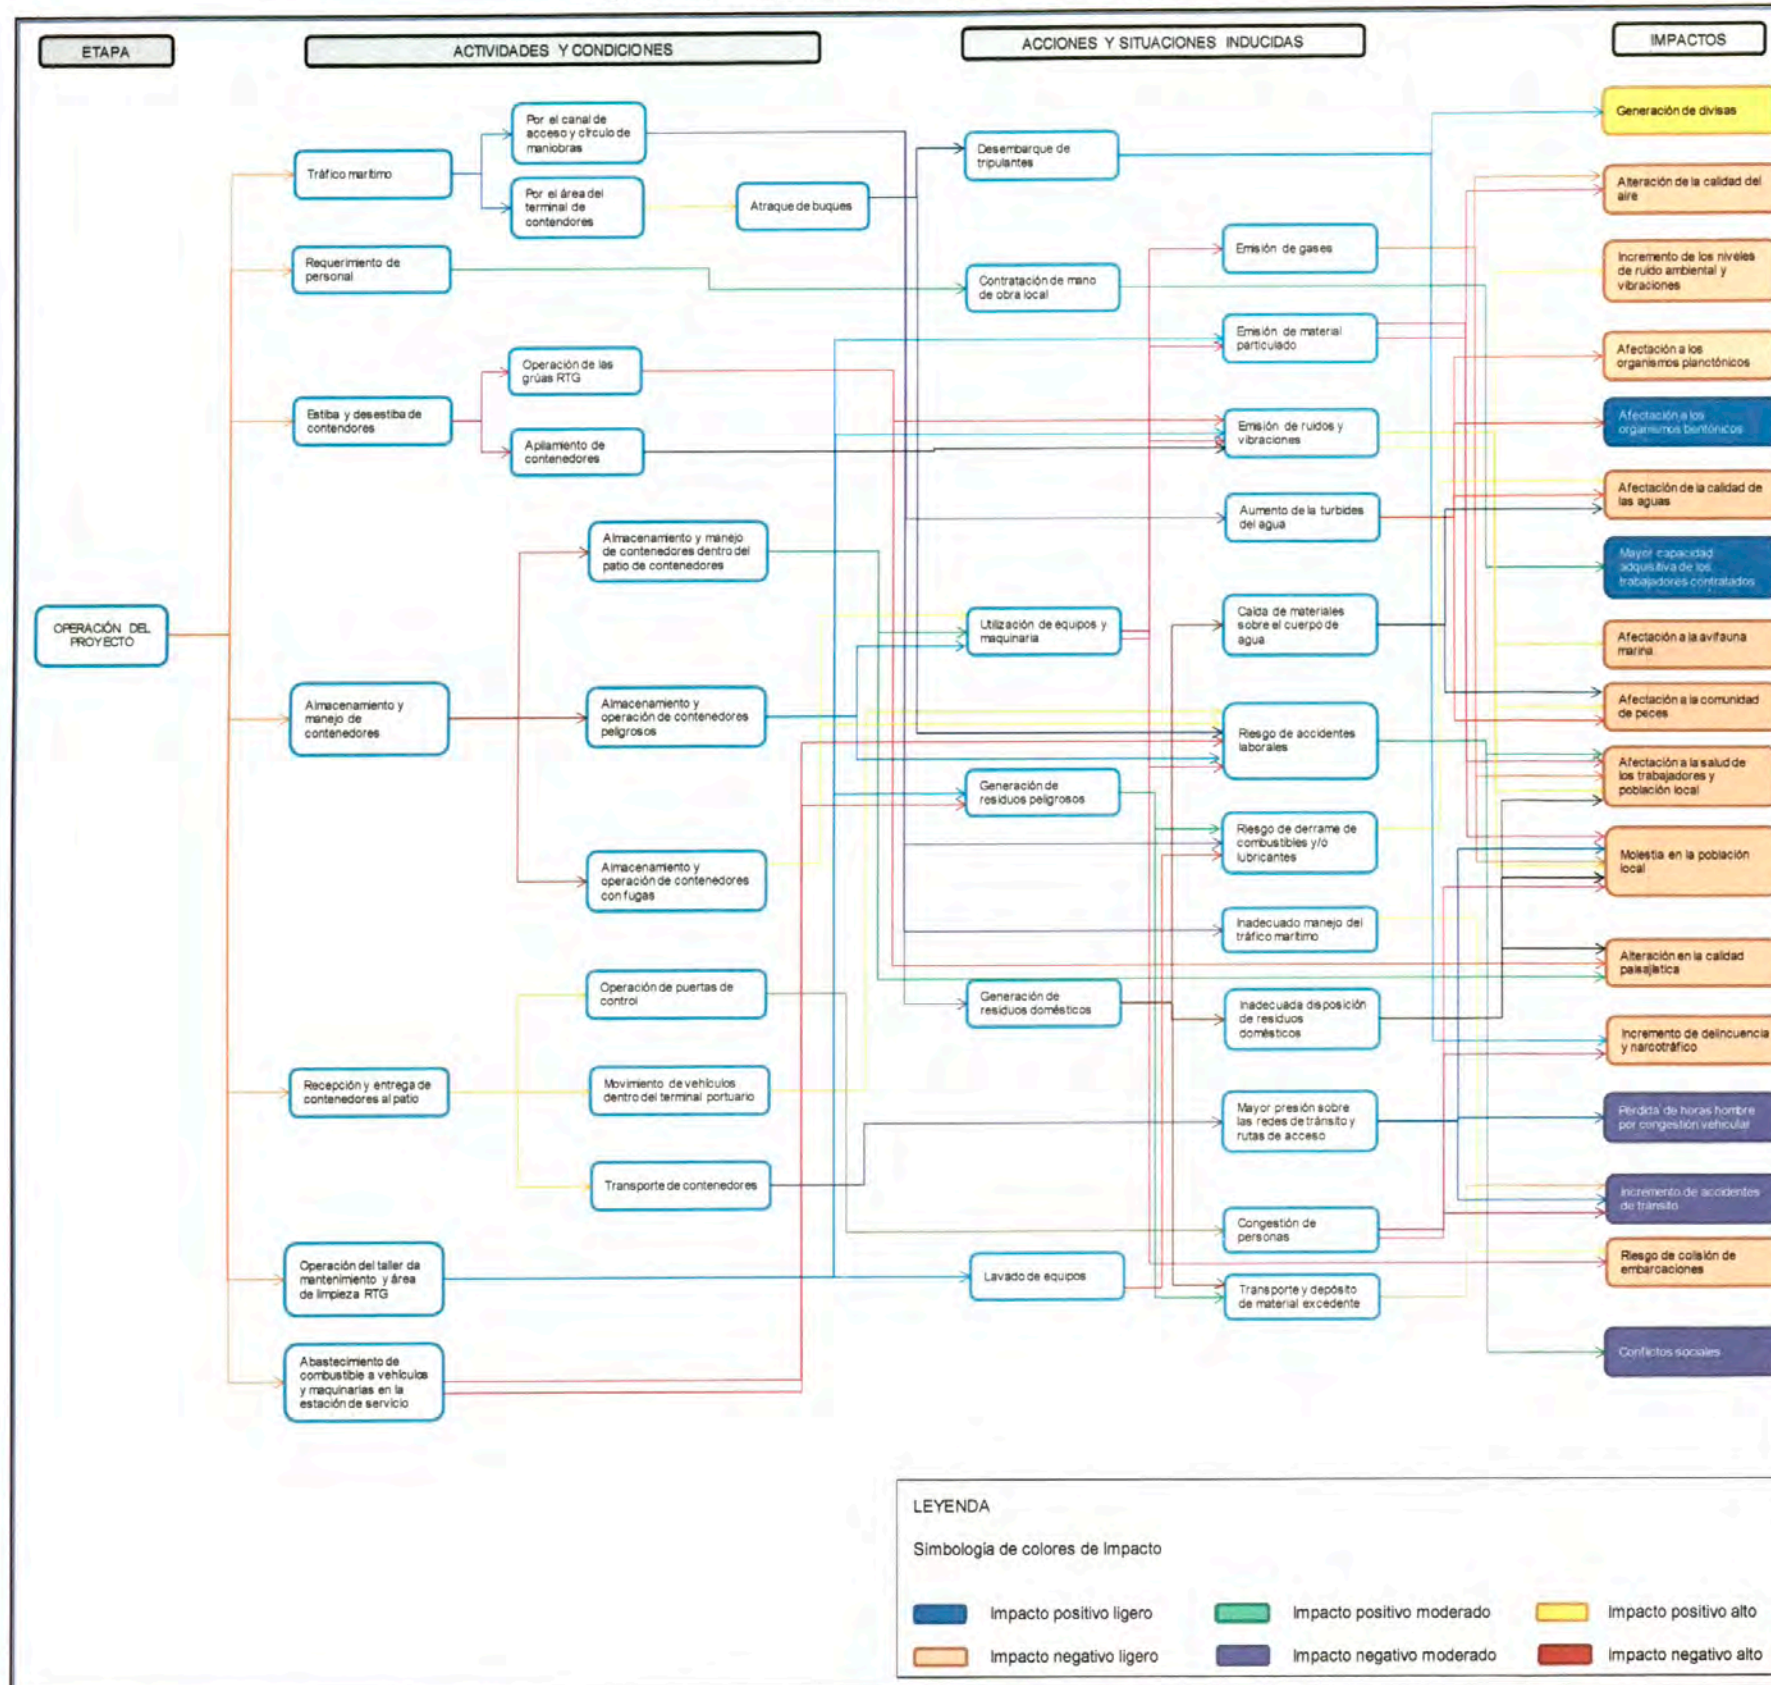 ETAPA
ACTIVIDADES Y CONDICIONES
ACCIONES Y SITUACIONES INDUCIDAS
IMPACTOS
OPERACIÓN DEL
PROYECTO
Tráfico marítimo
Requerimiento de
personal
Estiba y desestiba de
contendores
Almacenamiento y
manejo de
contenedores
Recepción y entrega de
contenedores al patio
Operación del taller da
mantenimiento y área
de limpieza RTG
Abastecimiento de
combustible a vehículos
y maquinarias en la
estación de servicio
Por el canal de
acceso y círculo de
maniobras
Por el área del
terminal de
contendores
Atraque de buques
Operación de las
grúas RTG
Apilamiento de
contenedores
Almacenamiento y manejo
de contenedores dentro del
patio de contenedores
Almacenamiento y
operación de contenedores
peligrosos
Almacenamiento y
operación de contenedores
con fugas
Operación de puertas de
control
Movimiento de vehículos
dentro del terminal portuario
Transporte de contenedores
Desembarque de
tripulantes
Contratación de mano
de obra local
Utilización de equipos y
maquinaria
Generación de
residuos peligrosos
Generación de
residuos domésticos
Lavado de equipos
Emisión de gases
Emisión de material
particulado
Emisión de ruidos y
vibraciones
Aumento de la turbides
del agua
Caída de materiales
sobre el cuerpo de
agua
Riesgo de accidentes
laborales
Riesgo de derrame de
combustibles y/o
lubricantes
Inadecuado manejo del
tráfico marítimo
Inadecuada disposición
de residuos
domésticos
Mayor presión sobre
las redes de tránsito y
rutas de acceso
Congestión de
personas
Transporte y depósito
de material excedente
Generación de divisas
Alteración de la calidad del
aire
Incremento de los niveles
de ruido ambiental y
vibraciones
Afectación a los
organismos planctónicos
Afectación a los
organismos bentónicos
Afectación de la calidad de
las aguas
Mayor capacidad
adquisitiva de los
trabajadores contratados
Afectación a la avifauna
marina
Afectación a la comunidad
de peces
Afectación a la salud de
los trabajadores y
población local
Molestia en la población
local
Alteración en la calidad
paisajística
Incremento de delincuencia
y narcotráfico
Pérdida de horas hombre
por congestión vehicular
Incremento de accidentes
de tránsito
Riesgo de colisión de
embarcaciones
Conflictos sociales
LEYENDA
Simbología de colores de Impacto
Impacto positivo ligero
Impacto positivo moderado
Impacto positivo alto
Impacto negativo ligero
Impacto negativo moderado
Impacto negativo alto